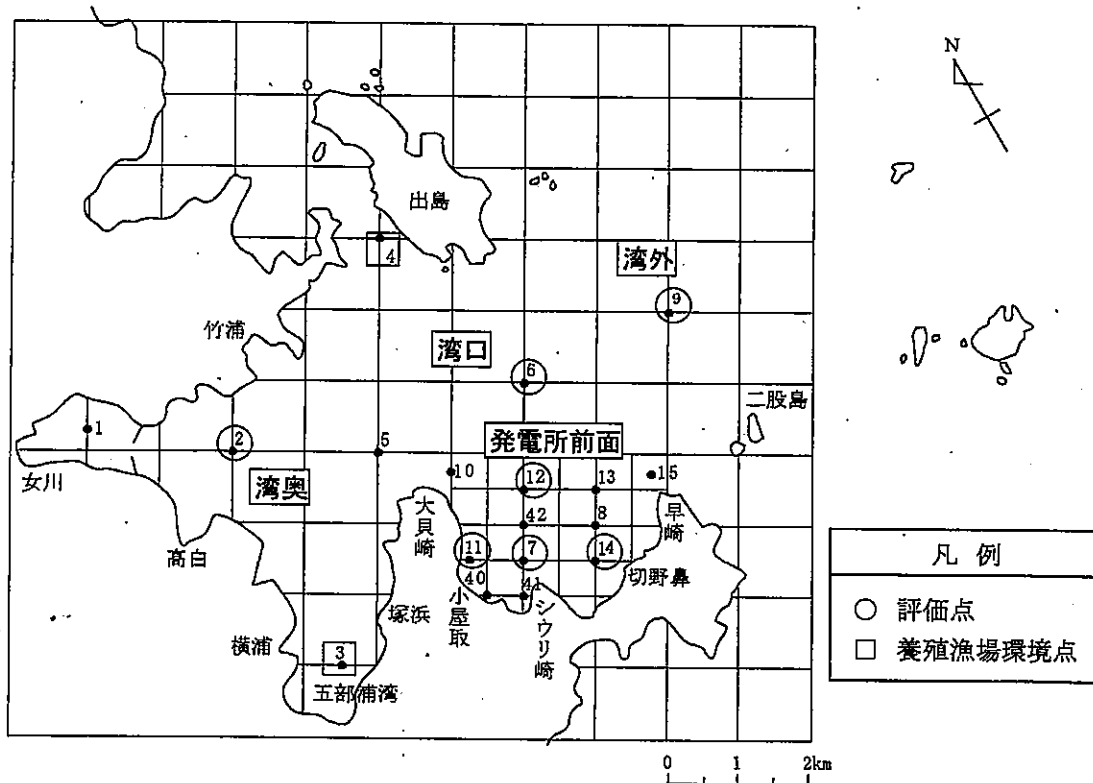 N
出島
4
湾外
9
竹浦
湾口
6
二股島
1
2
5
発電所前面
女川
湾奥
10
12
13
15
大貝崎
42
8
早崎
高白
11
7
14
切野鼻
40
41
塚浜
小屋取
シウリ崎
横浦
3
五部浦湾
凡例
○ 評価点
□ 養殖漁場環境点
0 1 2km